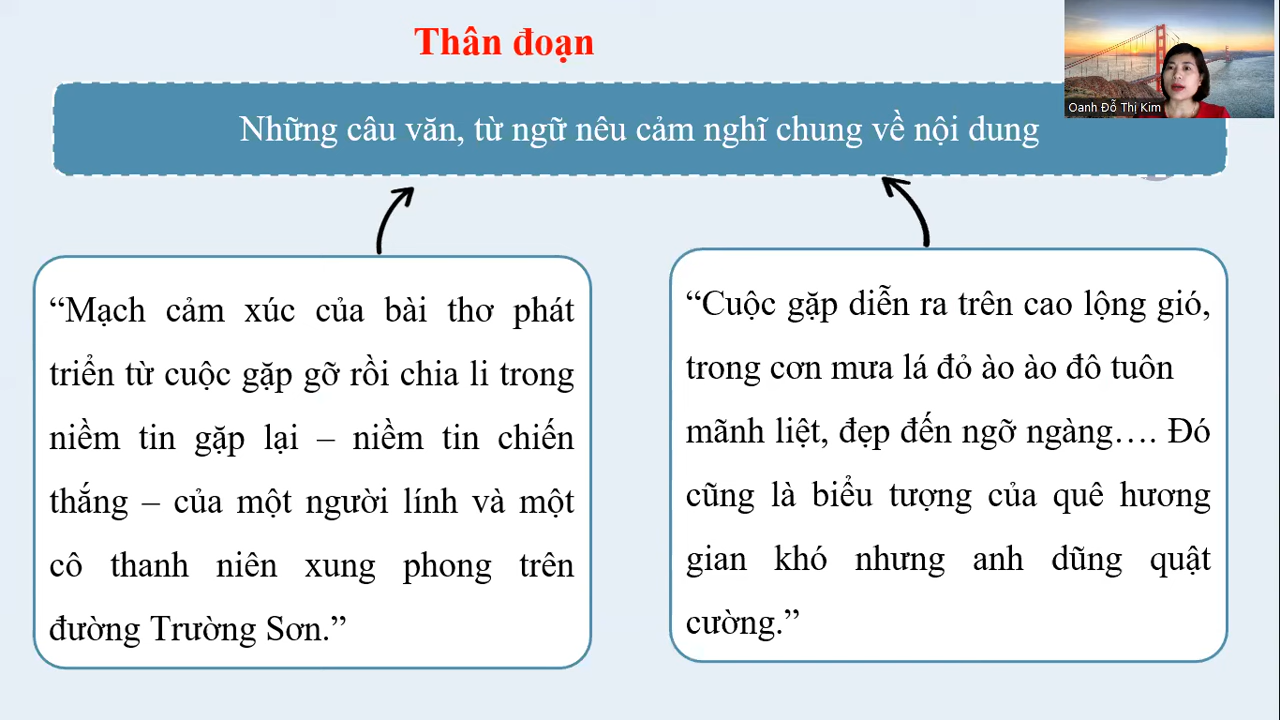 Thân đoạn
Oanh Đỗ Thị Kim
Những câu văn, từ ngữ nêu cảm nghĩ chung về nội dung
“Mạch cảm xúc của bài thơ phát
triển từ cuộc gặp gỡ rồi chia li trong
niềm tin gặp lại – niềm tin chiến
thắng – của một người lính và một
cô thanh niên xung phong trên
đường Trường Sơn.”
“Cuộc gặp diễn ra trên cao lộng gió,
trong cơn mưa lá đỏ ào ào đô tuôn
mãnh liệt, đẹp đến ngỡ ngàng…. Đó
cũng là biểu tượng của quê hương
gian khó nhưng anh dũng quật
cường.”